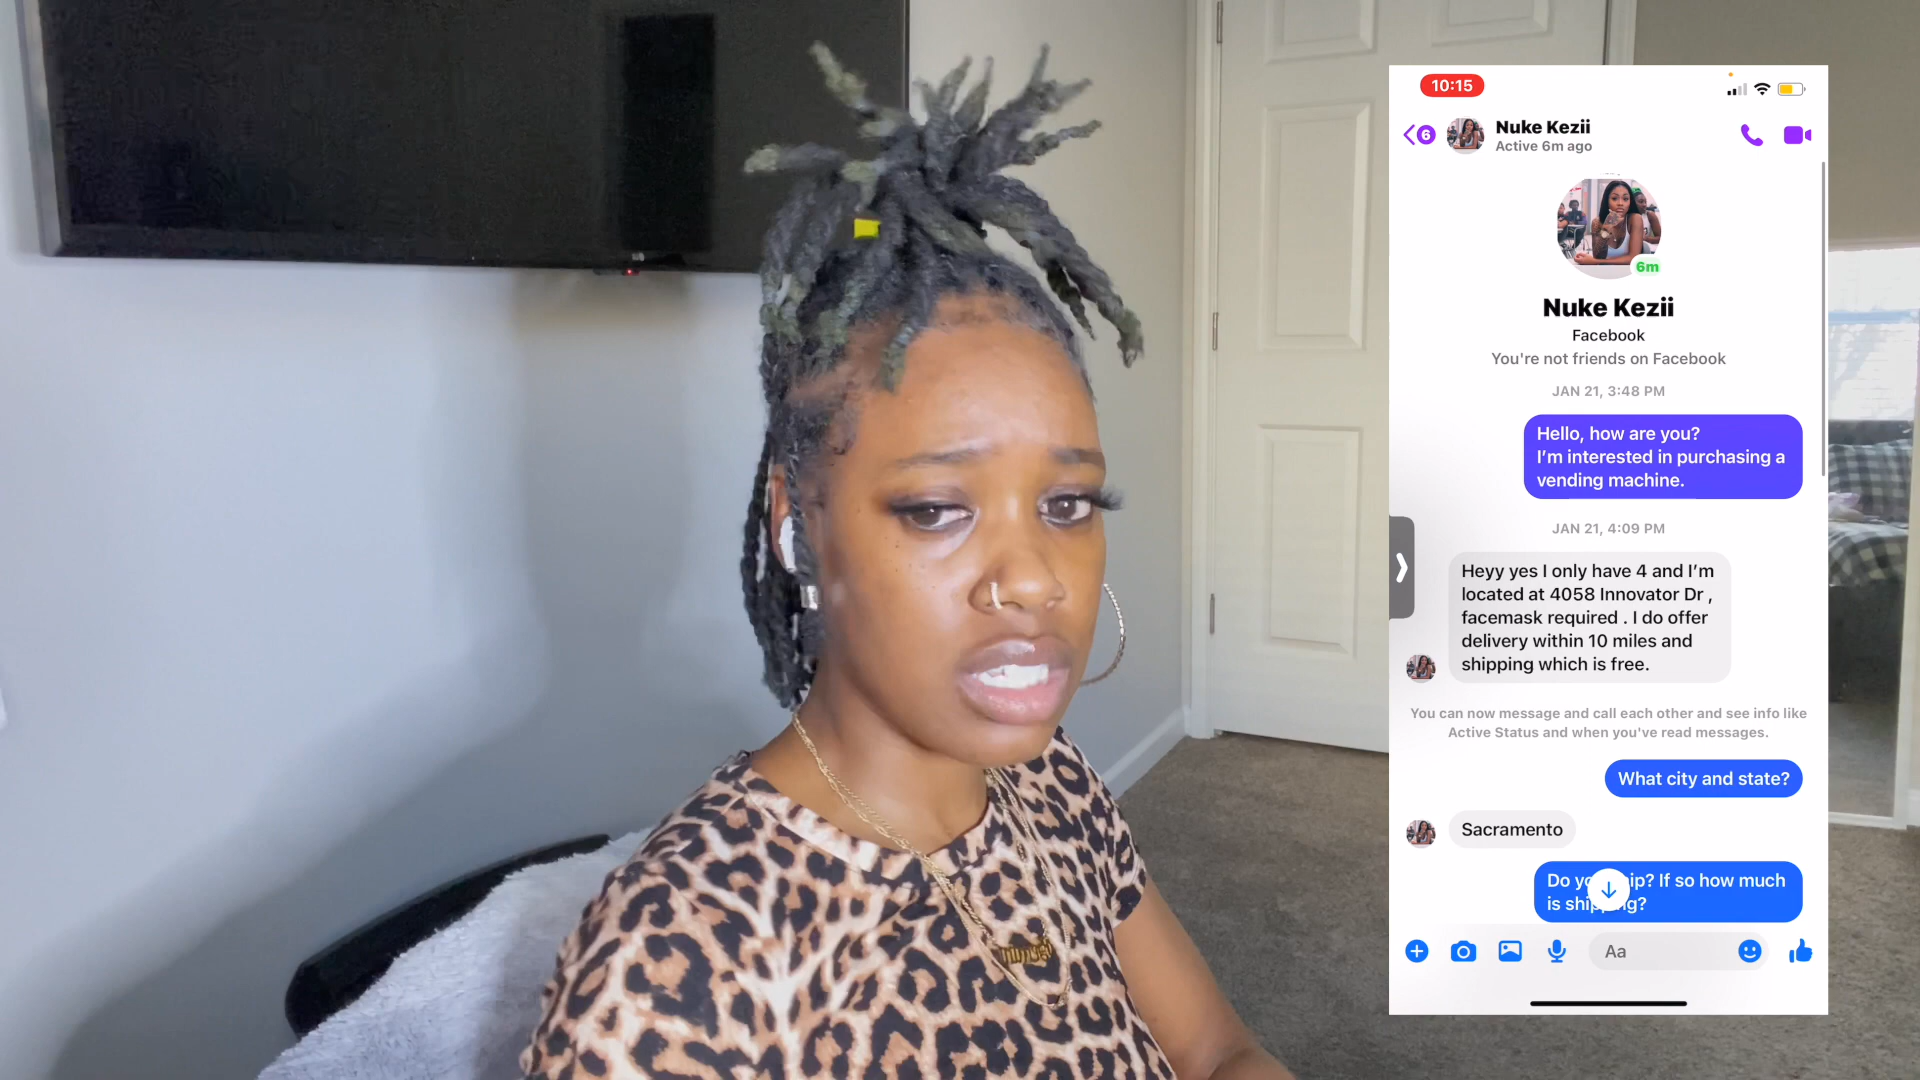 10:15
6
Nuke Kezii
Active 6m ago
6m
Nuke Kezii
Facebook
You're not friends on Facebook
JAN 21, 3:48 PM
Hello, how are you?
I'm interested in purchasing a
vending machine.
JAN 21, 4:09 PM
Heyy yes I only have 4 and I'm
located at 4058 Innovator Dr ,
facemask required . I do offer
delivery within 10 miles and
shipping which is free.
You can now message and call each other and see info like
Active Status and when you've read messages.
What city and state?
Sacramento
Do If so how much
is
Aa